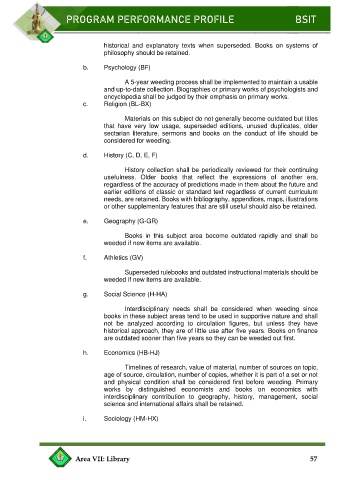 PROGRAM PERFORMANCE PROFILE BSIT
historical and explanatory texts when superseded. Books on systems of
philosophy should be retained.
b. Psychology (BF)
A 5-year weeding process shall be implemented to maintain a usable
and up-to-date collection. Biographies or primary works of psychologists and
encyclopedia shall be judged by their emphasis on primary works.
c. Religion (BL-BX)
Materials on this subject do not generally become outdated but titles
that have very low usage, superseded editions, unused duplicates, older
sectarian literature, sermons and books on the conduct of life should be
considered for weeding.
d. History (C, D, E, F)
History collection shall be periodically reviewed for their continuing
usefulness. Older books that reflect the expressions of another era,
regardless of the accuracy of predictions made in them about the future and
earlier editions of classic or standard text regardless of current curriculum
needs, are retained. Books with bibliography, appendices, maps, illustrations
or other supplementary features that are still useful should also be retained.
e. Geography (G-GR)
Books in this subject area become outdated rapidly and shall be
weeded if new items are available.
f. Athletics (GV)
Superseded rulebooks and outdated instructional materials should be
weeded if new items are available.
g. Social Science (H-HA)
Interdisciplinary needs shall be considered when weeding since
books in these subject areas tend to be used in supportive nature and shall
not be analyzed according to circulation figures, but unless they have
historical approach, they are of little use after five years. Books on finance
are outdated sooner than five years so they can be weeded out first.
h. Economics (HB-HJ)
Timelines of research, value of material, number of sources on topic,
age of source, circulation, number of copies, whether it is part of a set or not
and physical condition shall be considered first before weeding. Primary
works by distinguished economists and books on economics with
interdisciplinary contribution to geography, history, management, social
science and international affairs shall be retained.
i. Sociology (HM-HX)
Area VII: Library 57